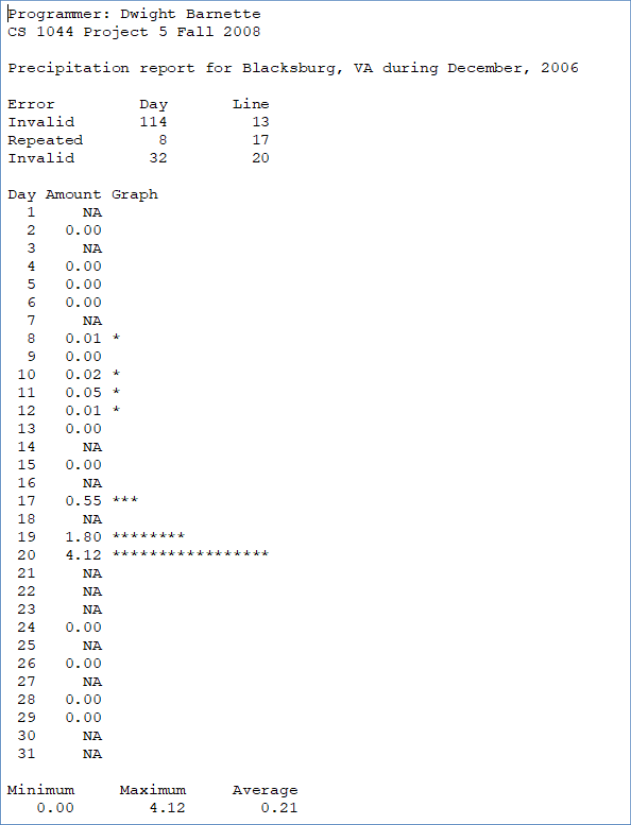 Programmer: Dwight Barnette
CS 1044 Project 5 Fall 2008
Precipitation report for Blacksburg, VA during December, 2006
Error Day Line
Invalid 114 13
Repeated 8 17
Invalid 32 20
Day Amount Graph
1 NA
2 0.00
3 NA
4 0.00
5 0.00
6 0.00
7 NA
8 0.01 *
9 0.00
10 0.02 *
11 0.05 *
12 0.01 *
13 0.00
14 NA
15 0.00
16 NA
17 0.55 ***
18 NA
19 1.80 ********
20 4.12 *****************
21 NA
22 NA
23 NA
24 0.00
25 NA
26 0.00
27 NA
28 0.00
29 0.00
30 NA
31 NA
Minimum Maximum Average
0.00 4.12 0.21